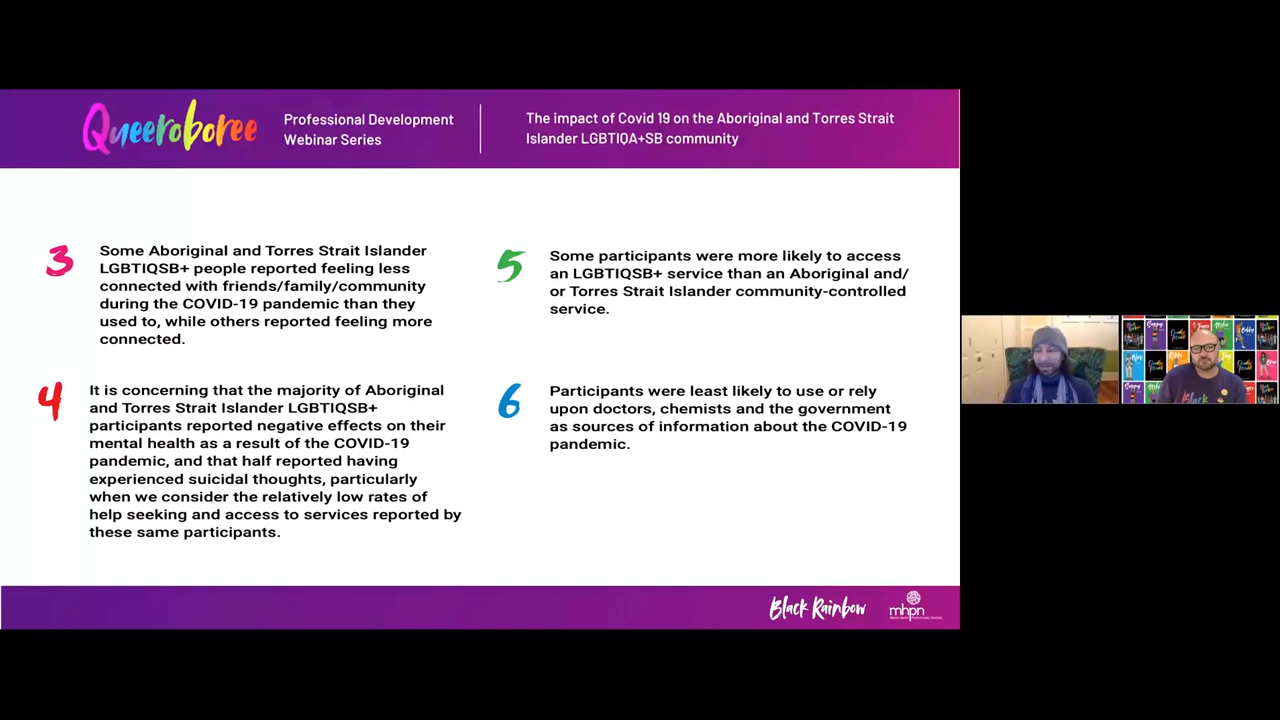 Queeroboree
Professional Development
Webinar Series
The impact of Covid 19 on the Aboriginal and Torres Strait
Islander LGBTIQA+SB community
3
Some Aboriginal and Torres Strait Islander
LGBTIQSB+ people reported feeling less
connected with friends/family/community
during the COVID-19 pandemic than they
used to, while others reported feeling more
connected.
4
It is concerning that the majority of Aboriginal
and Torres Strait Islander LGBTIQSB+
participants reported negative effects on their
mental health as a result of the COVID-19
pandemic, and that half reported having
experienced suicidal thoughts, particularly
when we consider the relatively low rates of
help seeking and access to services reported by
these same participants.
5
Some participants were more likely to access
an LGBTIQSB+ service than an Aboriginal and/
or Torres Strait Islander community-controlled
service.
6
Participants were least likely to use or rely
upon doctors, chemists and the government
as sources of information about the COVID-19
pandemic.
Black Rainbow
mhpn